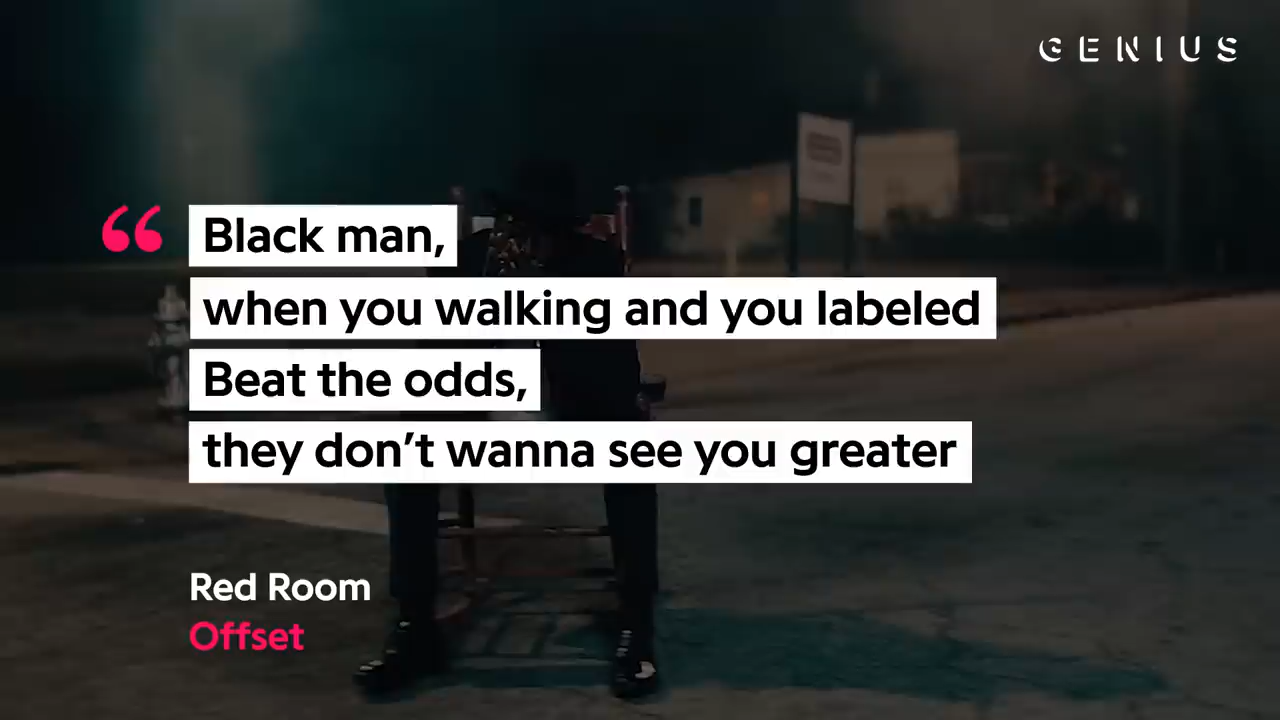 GENIUS
“
Black man,
when you walking and you labeled
Beat the odds,
they don’t wanna see you greater
Red Room
Offset